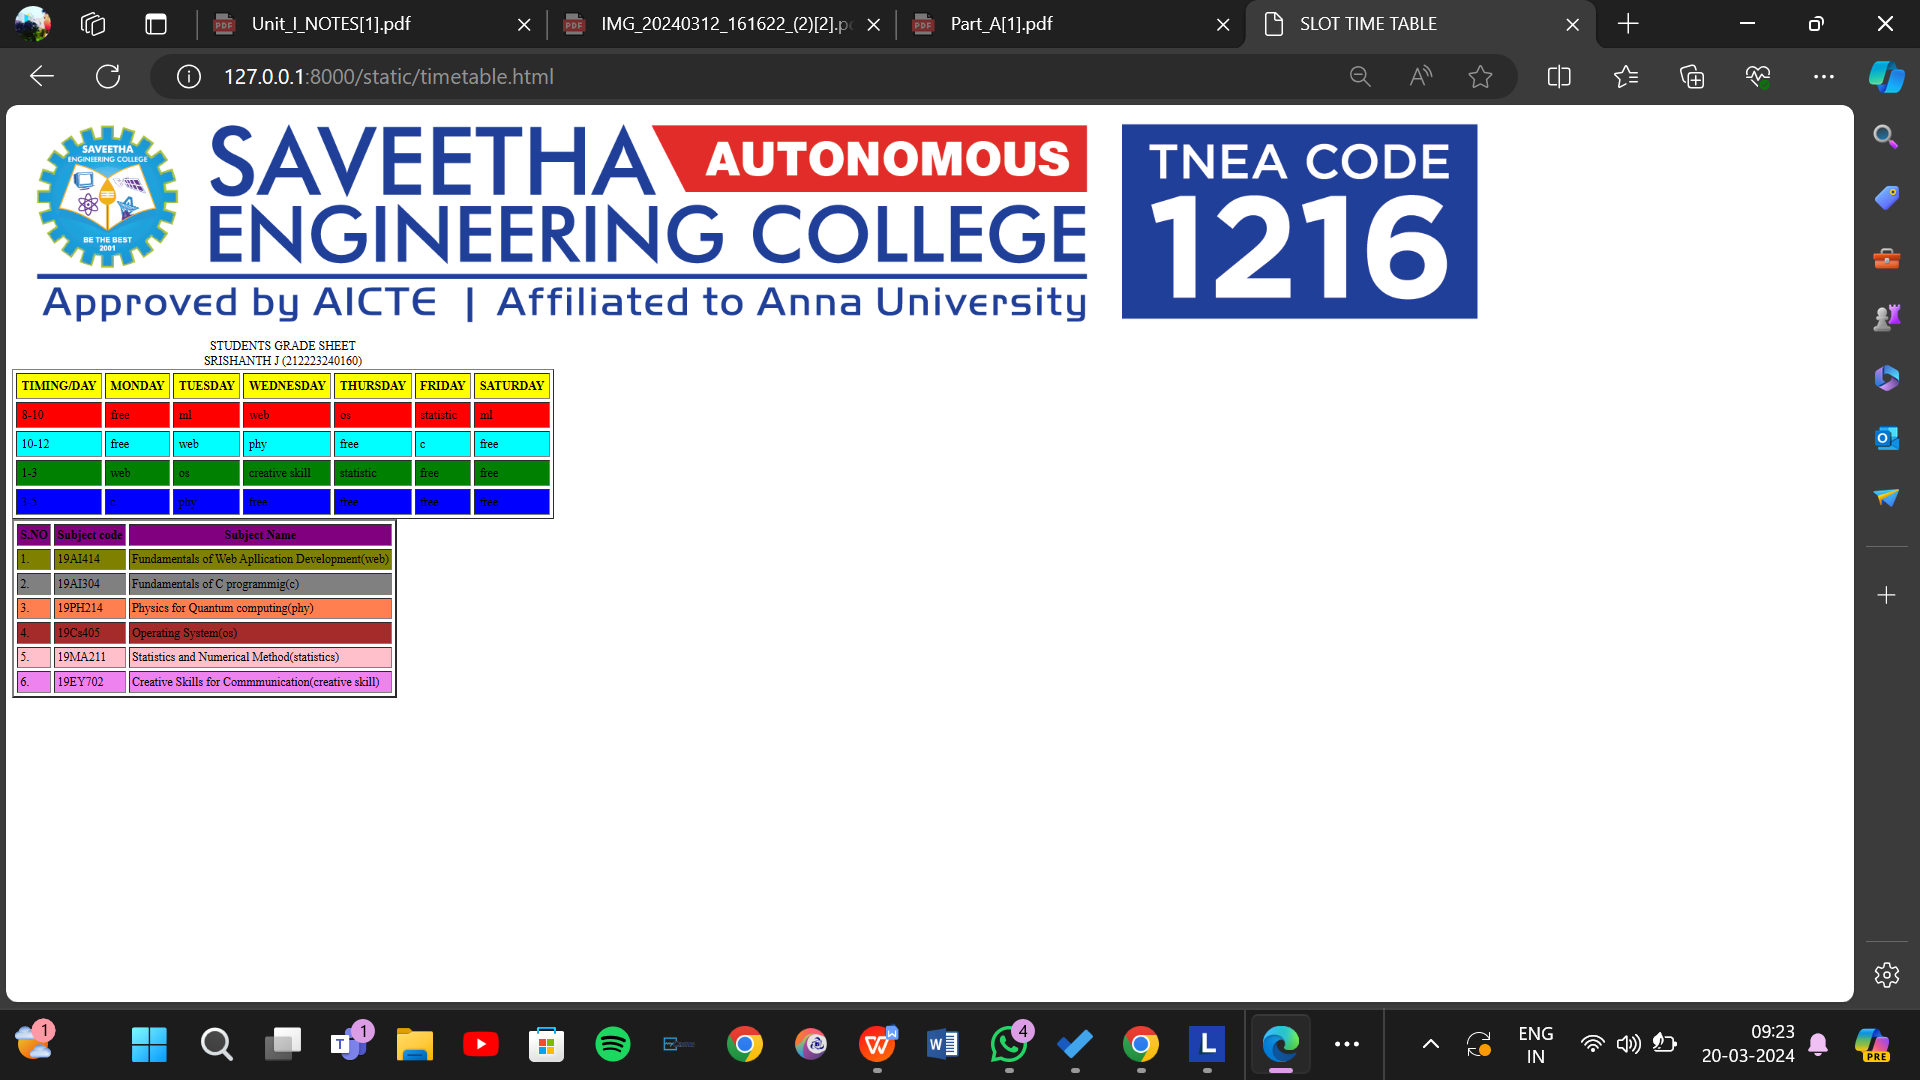 Unit_I_NOTES[1].pdf
IMG_20240312_161622_(2)[2].p
Part_A[1].pdf
SLOT TIME TABLE
127.0.0.1:8000/static/timetable.html
SAVEETHA
ENGINEERING COLLEGE
BE THE BEST
2001
SAVEETHA AUTONOMOUS
ENGINEERING COLLEGE
Approved by AICTE | Affiliated to Anna University
TNEA CODE
1216
STUDENTS GRADE SHEET
SRISHANTH J (212223240160)
TIMING/DAY MONDAY TUESDAY WEDNESDAY THURSDAY FRIDAY SATURDAY
8-10 free ml web os statistic ml
10-12 free web phy free c free
1-3 web os creative skill statistic free free
3-5 c phy free free free free
S.NO Subject code Subject Name
1. 19AI414 Fundamentals of Web Apllication Development(web)
2. 19AI304 Fundamentals of C programmig(c)
3. 19PH214 Physics for Quantum computing(phy)
4. 19Cs405 Operating System(os)
5. 19MA211 Statistics and Numerical Method(statistics)
6. 19EY702 Creative Skills for Commmunication(creative skill)
1
1
4
ENG
IN
09:23
20-03-2024
PRE